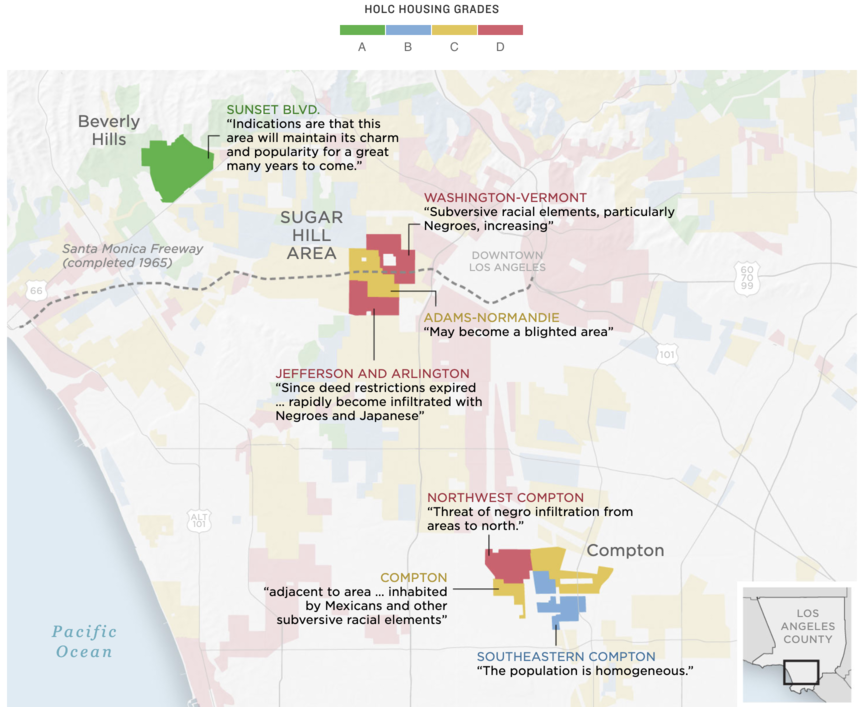 HOLC HOUSING GRADES
A B C D
Beverly
Hills
SUNSET BLVD.
“Indications are that this
area will maintain its charm
and popularity for a great
many years to come.”
WASHINGTON-VERMONT
“Subversive racial elements, particularly
Negroes, increasing”
SUGAR
HILL
AREA
Santa Monica Freeway
(completed 1965)
DOWNTOWN
LOS ANGELES
60
70
99
66
ADAMS-NORMANDIE
“May become a blighted area”
101
JEFFERSON AND ARLINGTON
“Since deed restrictions expired
... rapidly become infiltrated with
Negroes and Japanese”
NORTHWEST COMPTON
“Threat of negro infiltration from
areas to north.”
ALT
101
Compton
COMPTON
“adjacent to area ... inhabited
by Mexicans and other
subversive racial elements”
Pacific
Ocean
SOUTHEASTERN COMPTON
“The population is homogeneous.”
LOS
ANGELES
COUNTY